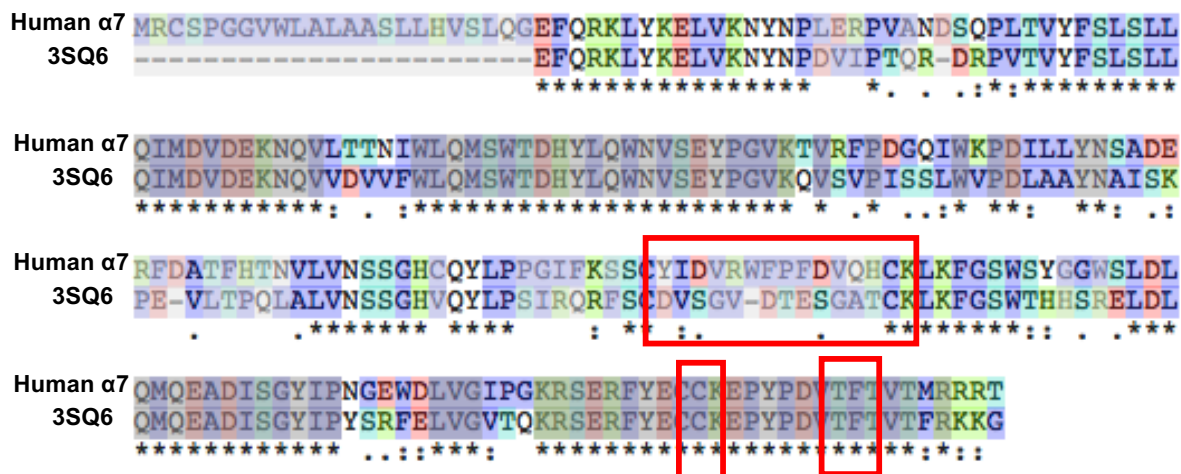 Human α7 MRCSPGGVWLALAASLLHVSLQGEFQRKLYKELVKNYNPLERPVANDSQPLTVYFSLSLL
3SQ6 -----------------------EFQRKLYKELVKNYNPDVIPTQR-DRPVTVYFSLSLL
**************** *. . .:*:*********
Human α7 QIMDVDEKNQVLTTNIWLQMSWTDHYLQWNVSEYPGVKTVRFPDGQIWKPDILLYNSADE
3SQ6 QIMDVDEKNQVVDVVFWLQMSWTDHYLQWNVSEYPGVKQVSVPISSLWVPDLAAYNAISK
***********: . :********************** * .* ..:* **: **: .:
Human α7 RFDATFHTNVLVNSSGHCQYLPPGIFKSSCYIDVRWFPFDVQHCKLKFGSWSYGGWSLDL
3SQ6 PE-VLTPQLALVNSSGHVQYLPSIRQRFSCDVSGV-DTESGATCKLKFGSWTHHSRELDL
. .******* **** : ** :. . ********:: . .***
Human α7 QMQEADISGYIPNGEWDLVGIPGKRSERFYECCKEPYPDVTFTVTMRRRT
3SQ6 QMQEADISGYIPYSRFELVGVTQKRSERFYECCKEPYPDVTFTVTFRKKG
************ ..::***: **********************:*::